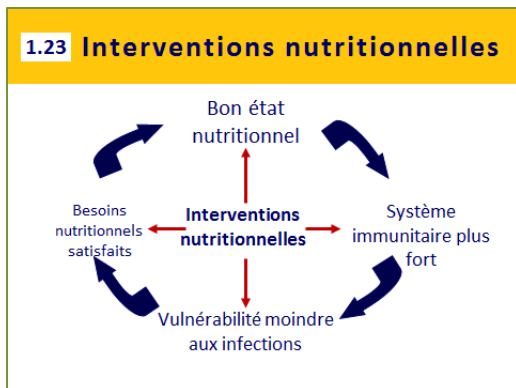 1.23 Interventions nutritionnelles
Bon état
nutritionnel
Besoins
nutritionnels
satisfaits
Interventions
nutritionnelles
Système
immunitaire plus
fort
Vulnérabilité moindre
aux infections